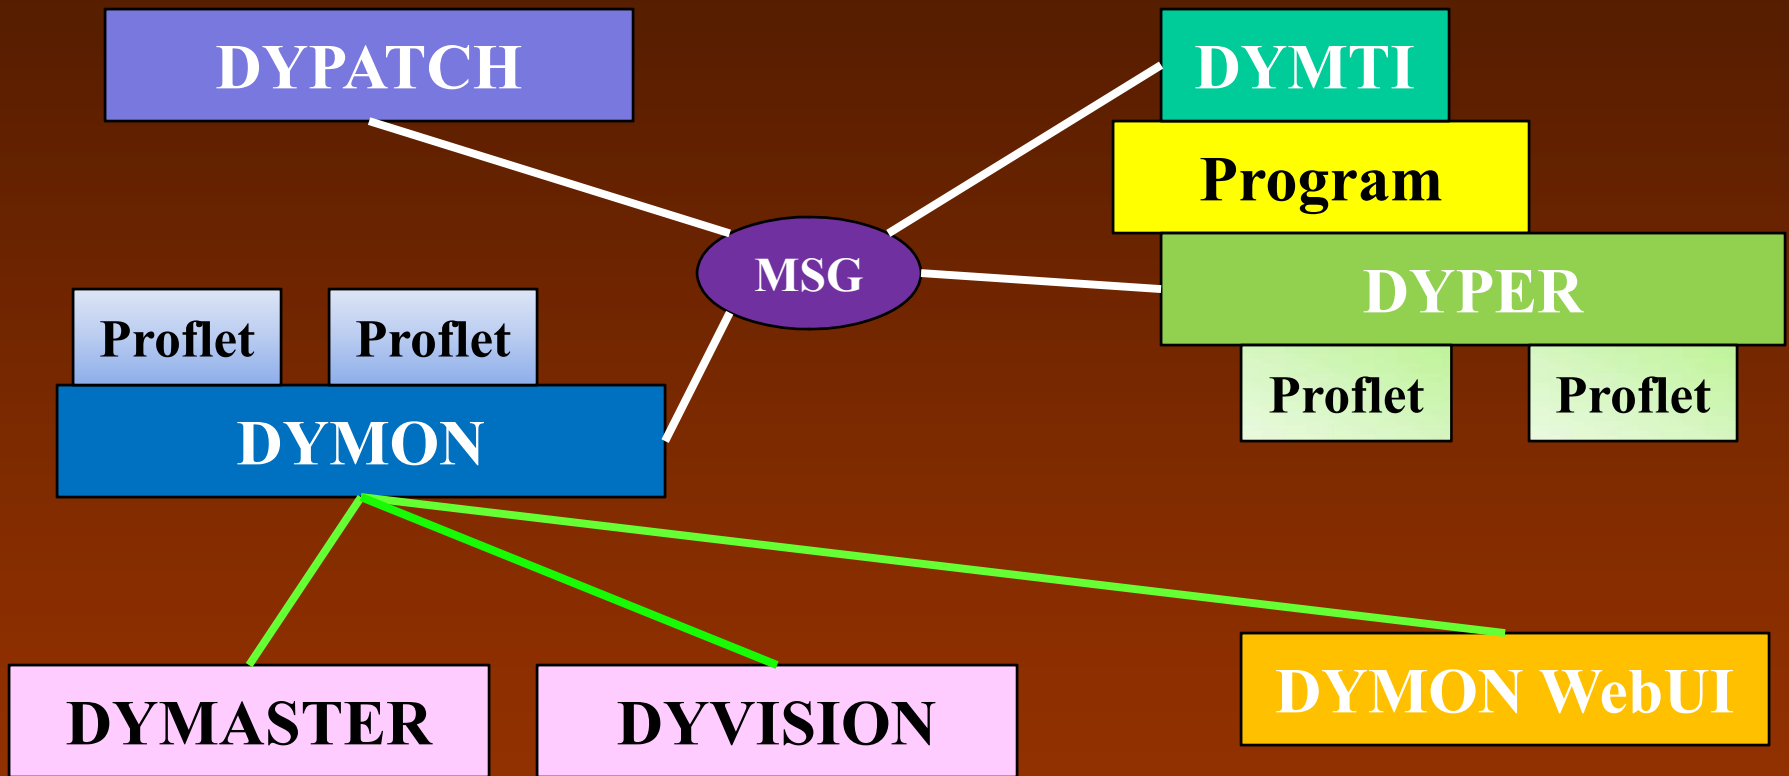 DYPATCH
DYMTI
Program
MSG
DYPER
Proflet
Proflet
Proflet
Proflet
DYMON
DYMASTER
DYVISION
DYMON WebUI